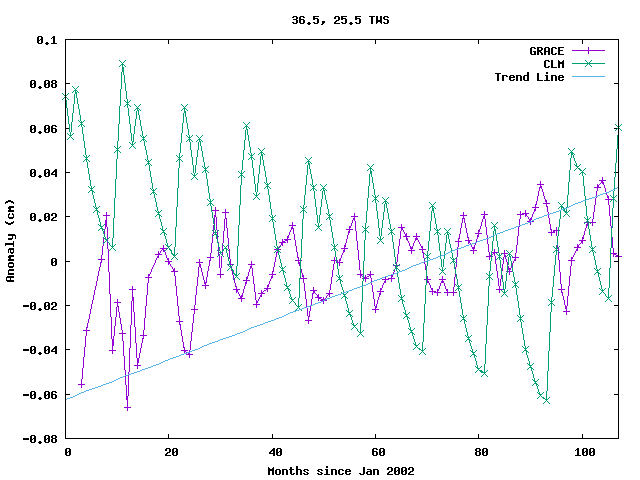 36.5, 25.5 TWS
GRACE
CLM
Trend Line
0.1
0.08
0.06
0.04
0.02
0
-0.02
-0.04
-0.06
-0.08
Anomaly (cm)
0 20 40 60 80 100
Months since Jan 2002